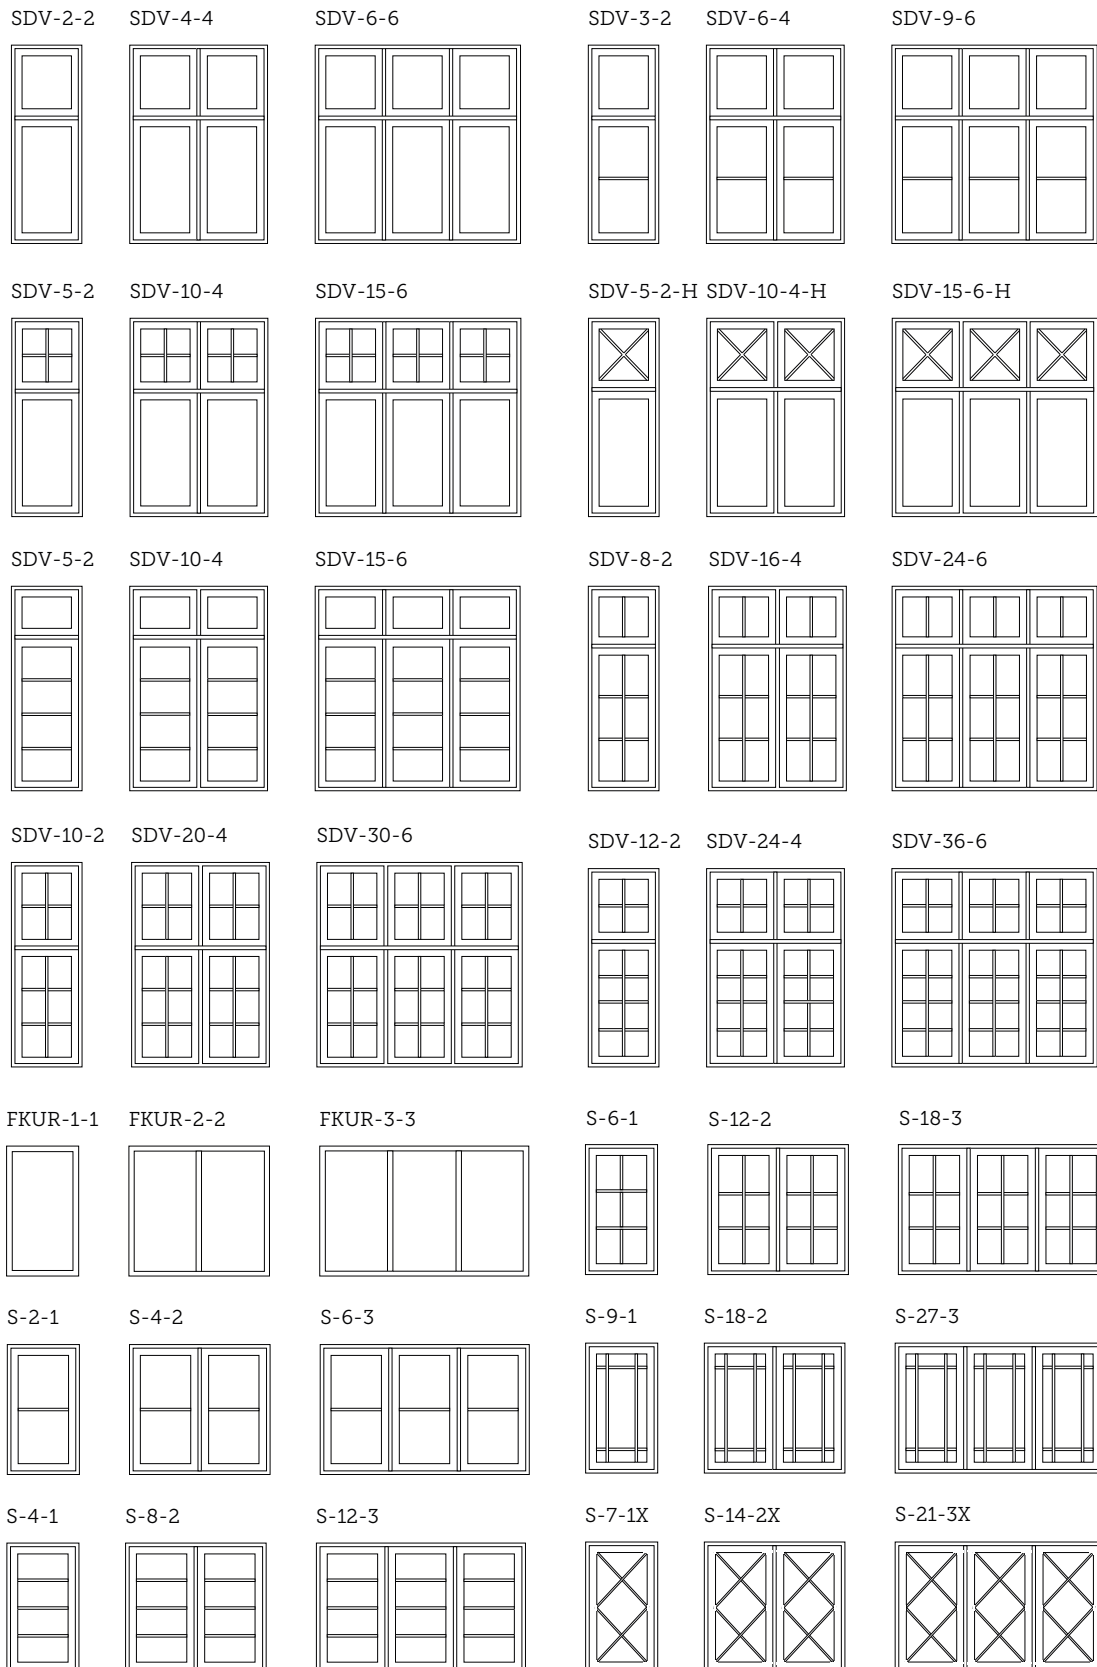 SDV-2-2 SDV-4-4 SDV-6-6 SDV-3-2 SDV-6-4 SDV-9-6
SDV-5-2 SDV-10-4 SDV-15-6 SDV-5-2-H SDV-10-4-H SDV-15-6-H
SDV-5-2 SDV-10-4 SDV-15-6 SDV-8-2 SDV-16-4 SDV-24-6
SDV-10-2 SDV-20-4 SDV-30-6 SDV-12-2 SDV-24-4 SDV-36-6
FKUR-1-1 FKUR-2-2 FKUR-3-3 S-6-1 S-12-2 S-18-3
S-2-1 S-4-2 S-6-3 S-9-1 S-18-2 S-27-3
S-4-1 S-8-2 S-12-3 S-7-1X S-14-2X S-21-3X